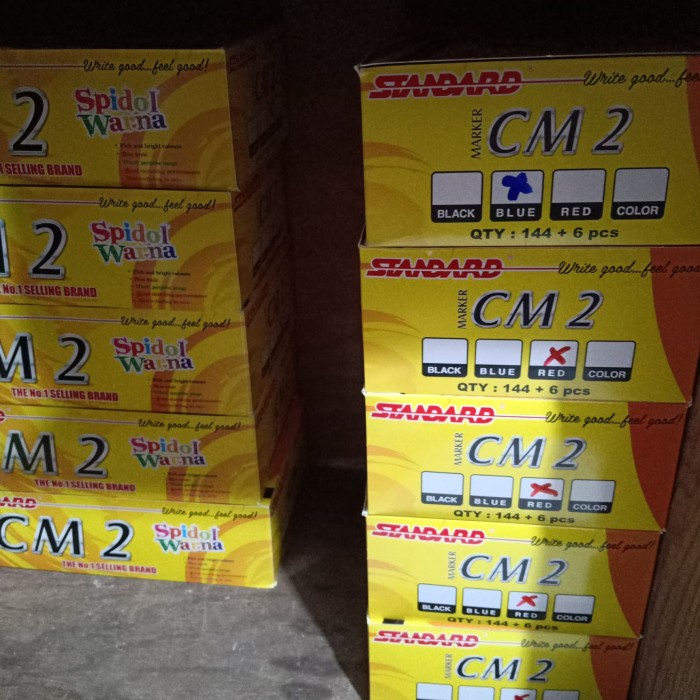 Write good...feel good!
2 Spidol
Warna
SELLING BRAND
Write good...feel good!
2 Spidol
Warna
No.1 SELLING BRAND
Write good...feel good!
M 2 Spidol
Warna
THE No.1 SELLING BRAND
Write good...feel good!
M 2 Spidol
Warna
THE No.1 SELLING BRAND
Write good...feel good!
CM 2 Spidol
Warna
THE No.1 SELLING BRAND
STANDARD Write good...fee
MARKER CM 2
BLACK BLUE RED COLOR
QTY : 144 + 6 pcs
STANDARD Write good...feel good
MARKER CM 2
BLACK BLUE RED COLOR
QTY : 144 + 6 pcs
STANDARD Write good...feel good!
MARKER CM 2
BLACK BLUE RED COLOR
QTY : 144 + 6 pcs
STANDARD Write good...feel good!
MARKER CM 2
BLACK BLUE RED COLOR
QTY : 144 + 6 pcs
STANDARD Write good...feel good!
MARKER CM 2